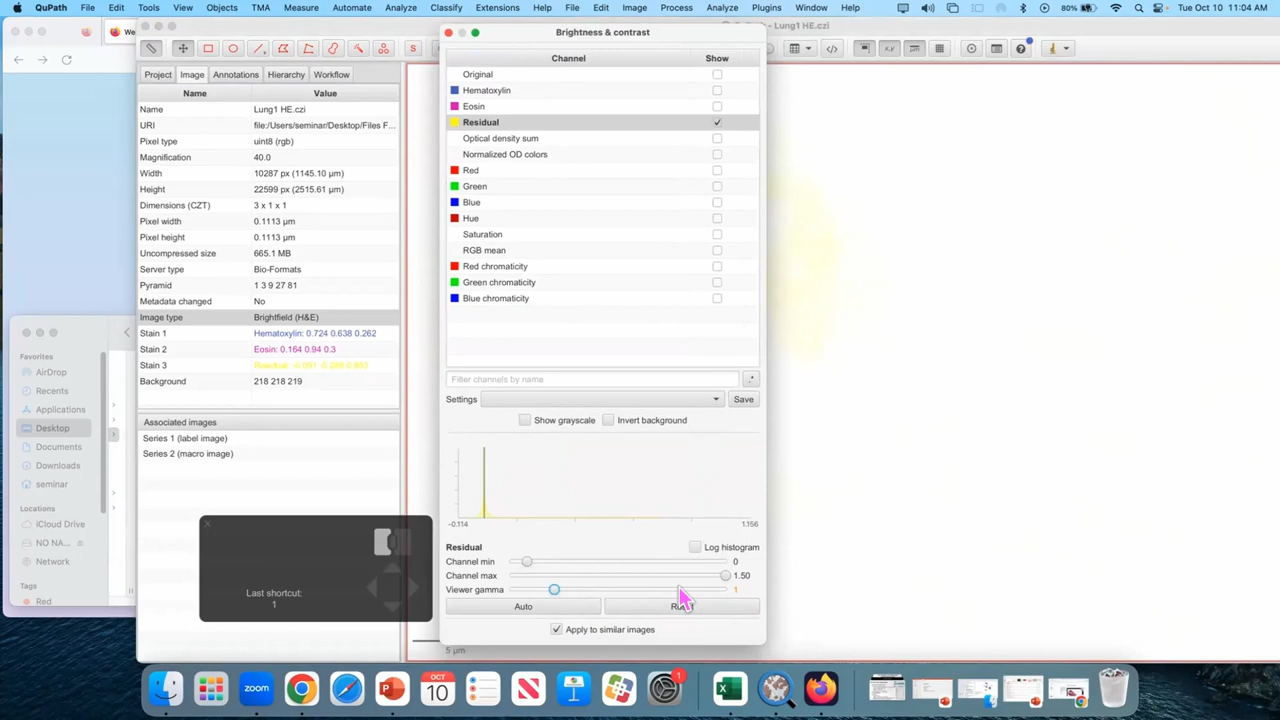 QuPath File Edit View Objects TMA Measure Automate Analyze Classify Extensions Help File Edit Image Process Analyze Plugins Window Help 80% Tue Oct 10 11:04 AM
We
Lung1 HE.czi
Brightness & contrast
S
x,y
</>
Project Image Annotations Hierarchy Workflow
Name Value
Name Lung1 HE.czi
URI file:/Users/seminar/Desktop/Files F...
Pixel type uint8 (rgb)
Magnification 40.0
Width 10287 px (1145.10 µm)
Height 22599 px (2515.61 µm)
Dimensions (CZT) 3 x 1 x 1
Pixel width 0.1113 µm
Pixel height 0.1113 µm
Uncompressed size 665.1 MB
Server type Bio-Formats
Pyramid 1 3 9 27 81
Metadata changed No
Image type Brightfield (H&E)
Stain 1 Hematoxylin: 0.724 0.638 0.262
Stain 2 Eosin: 0.164 0.94 0.3
Stain 3 Residual:
Background 218 218 219
Associated images
Series 1 (label image)
Series 2 (macro image)
Channel Show
Original
Hematoxylin
Eosin
Residual
Optical density sum
Normalized OD colors
Red
Green
Blue
Hue
Saturation
RGB mean
Red chromaticity
Green chromaticity
Blue chromaticity
Filter channels by name .*
Settings Save
Show grayscale Invert background
-0.114 1.156
Residual Log histogram
Channel min 0
Channel max 1.50
Viewer gamma 1
Auto
Apply to similar images
5 µm
Favorites
AirDrop
Recents
Applications
Desktop
Documents
Downloads
seminar
Locations
iCloud Drive
NO NA...
Network
Tags
Red
Last shortcut:
1
zoom
OCT
10
1